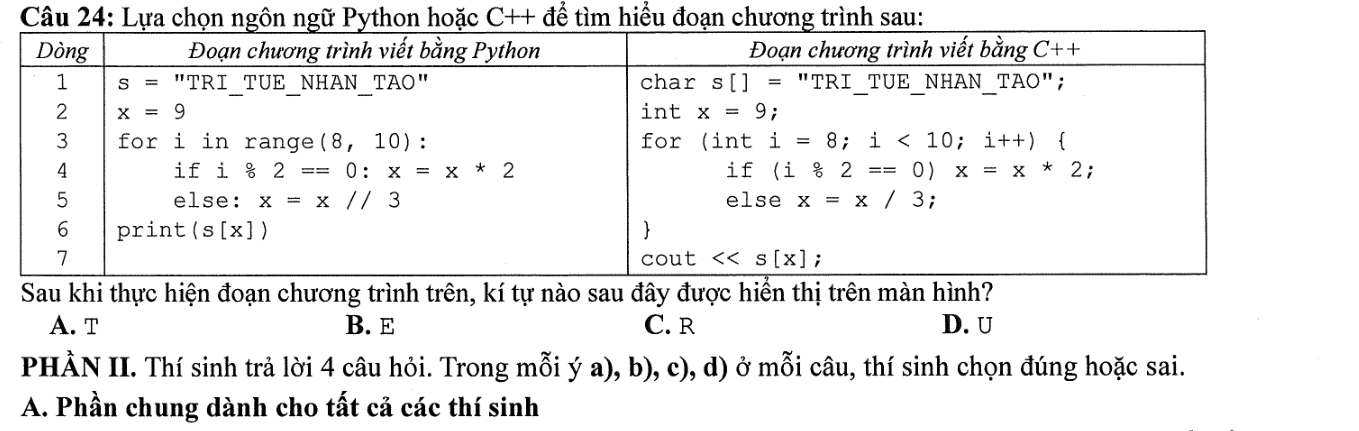 Câu 24: Lựa chọn ngôn ngữ Python hoặc C++ để tìm hiểu đoạn chương trình sau:
Dòng Đoạn chương trình viết bằng Python Đoạn chương trình viết bằng C++
1 s = "TRI_TUE_NHAN_TAO" char s[] = "TRI_TUE_NHAN_TAO";
2 x = 9 int x = 9;
3 for i in range(8, 10): for (int i = 8; i < 10; i++) {
4 if i % 2 == 0: x = x * 2 if (i % 2 == 0) x = x * 2;
5 else: x = x // 3 else x = x / 3;
6 print(s[x]) }
7 cout << s[x];
Sau khi thực hiện đoạn chương trình trên, kí tự nào sau đây được hiển thị trên màn hình?
A. T B. E C. R D. U
PHẦN II. Thí sinh trả lời 4 câu hỏi. Trong mỗi ý a), b), c), d) ở mỗi câu, thí sinh chọn đúng hoặc sai.
A. Phần chung dành cho tất cả các thí sinh